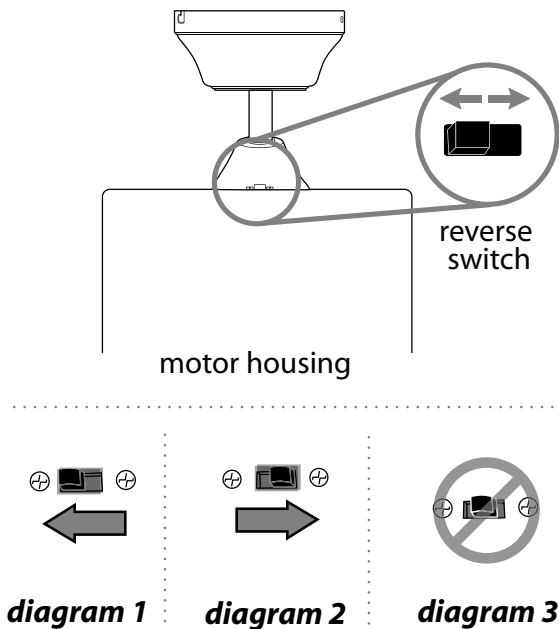 reverse
switch
motor housing
diagram 1
diagram 2
diagram 3